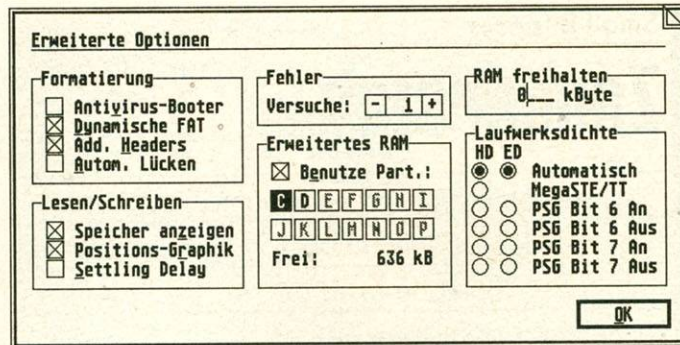 Erweiterte Optionen
Formatierung
Antivirus-Booter
Dynamische FAT
Add. Headers
Autom. Lücken
Lesen/Schreiben
Speicher anzeigen
Positions-Graphik
Settling Delay
Fehler
Versuche: - 1 +
Erweitertes RAM
Benutze Part.:
C D E F G H I
J K L M N O P
Frei: 636 kB
RAM freihalten
0___ kByte
Laufwerksdichte
HD ED
Automatisch
MegaSTE/TT
PSG Bit 6 An
PSG Bit 6 Aus
PSG Bit 7 An
PSG Bit 7 Aus
OK